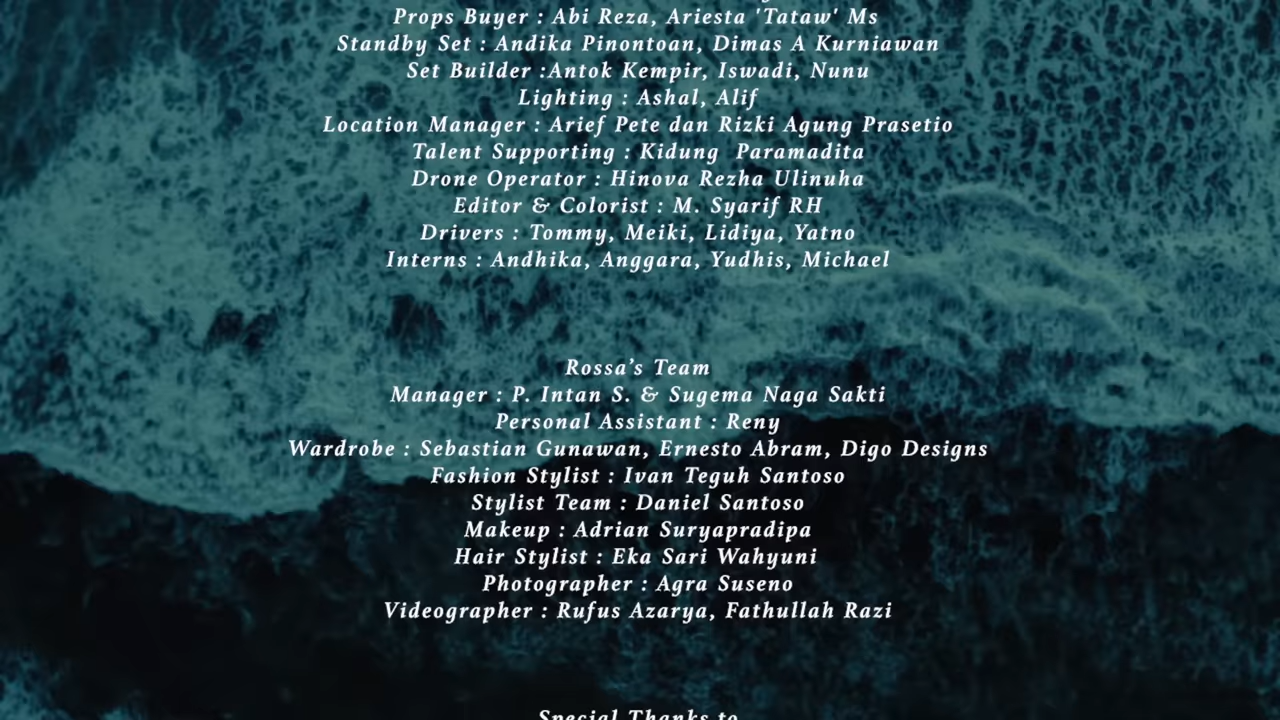 Props Buyer : Abi Reza, Ariesta 'Tataw' Ms
Standby Set : Andika Pinontoan, Dimas A Kurniawan
Set Builder :Antok Kempir, Iswadi, Nunu
Lighting : Ashal, Alif
Location Manager : Arief Pete dan Rizki Agung Prasetio
Talent Supporting : Kidung  Paramadita
Drone Operator : Hinova Rezha Ulinuha
Editor & Colorist : M. Syarif RH
Drivers : Tommy, Meiki, Lidiya, Yatno
Interns : Andhika, Anggara, Yudhis, Michael
Rossa’s Team
Manager : P. Intan S. & Sugema Naga Sakti
Personal Assistant : Reny
Wardrobe : Sebastian Gunawan, Ernesto Abram, Digo Designs
Fashion Stylist : Ivan Teguh Santoso
Stylist Team : Daniel Santoso
Makeup : Adrian Suryapradipa
Hair Stylist : Eka Sari Wahyuni
Photographer : Agra Suseno
Videographer : Rufus Azarya, Fathullah Razi
Special Thanks to